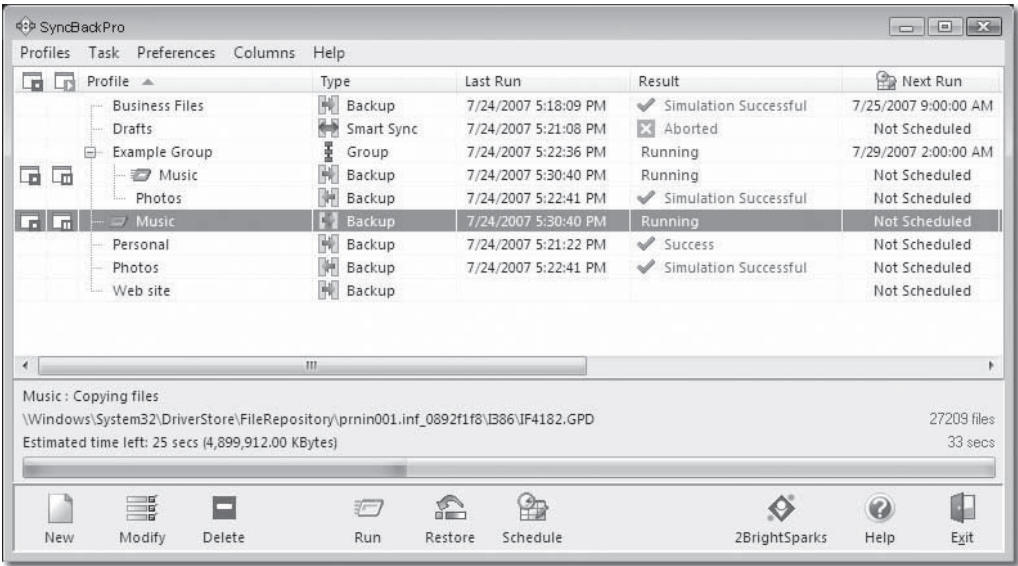 SyncBackPro
Profiles Task Preferences Columns Help
Profile Type Last Run Result Next Run
Business Files Backup 7/24/2007 5:18:09 PM Simulation Successful 7/25/2007 9:00:00 AM
Drafts Smart Sync 7/24/2007 5:21:08 PM Aborted Not Scheduled
Example Group Group 7/24/2007 5:22:36 PM Running 7/29/2007 2:00:00 AM
Music Backup 7/24/2007 5:30:40 PM Running Not Scheduled
Photos Backup 7/24/2007 5:22:41 PM Simulation Successful Not Scheduled
Music Backup 7/24/2007 5:30:40 PM Running Not Scheduled
Personal Backup 7/24/2007 5:21:22 PM Success Not Scheduled
Photos Backup 7/24/2007 5:22:41 PM Simulation Successful Not Scheduled
Web site Backup Not Scheduled
Music : Copying files
\Windows\System32\DriverStore\FileRepository\prnin001.inf_0892f1f8\I386\IF4182.GPD 27209 files
Estimated time left: 25 secs (4,899,912.00 KBytes) 33 secs
New Modify Delete Run Restore Schedule 2BrightSparks Help Exit